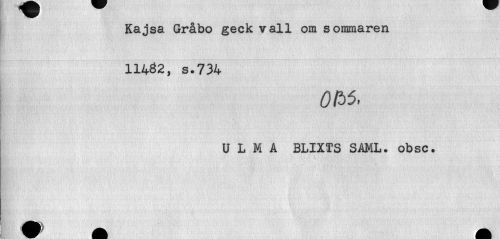 Kajsa Gråbo geck vall om sommaren
11482, s.734
OBS.
U L M A BLIXTS SAML. obsc.